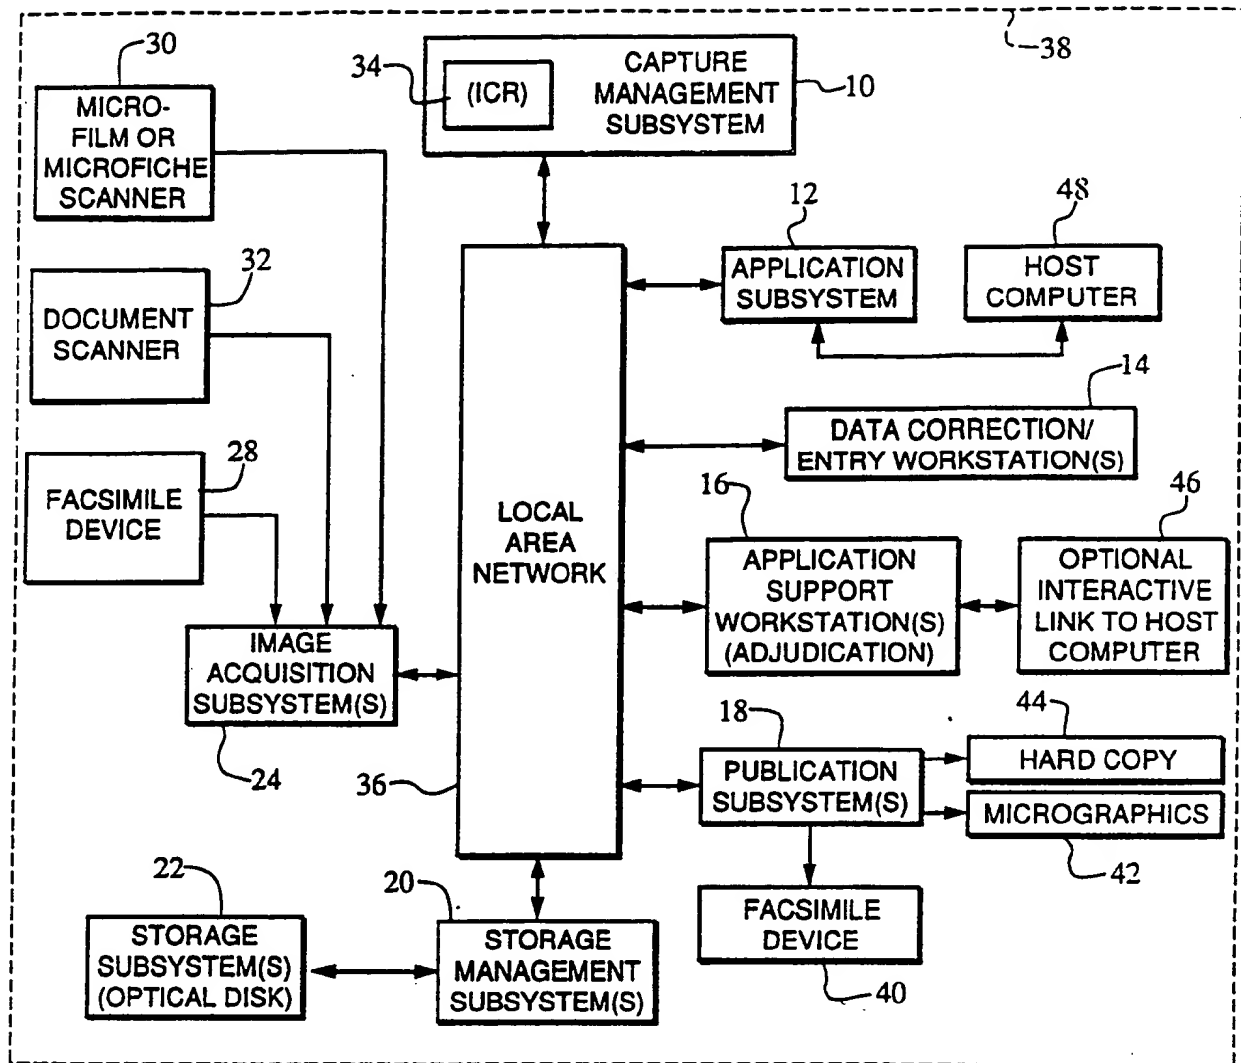 38
30
MICRO-
FILM OR
MICROFICHE
SCANNER
34
(ICR)
CAPTURE
MANAGEMENT
SUBSYSTEM
10
32
DOCUMENT
SCANNER
28
FACSIMILE
DEVICE
12
APPLICATION
SUBSYSTEM
48
HOST
COMPUTER
14
DATA CORRECTION/
ENTRY WORKSTATION(S)
LOCAL
AREA
NETWORK
36
16
APPLICATION
SUPPORT
WORKSTATION(S)
(ADJUDICATION)
46
OPTIONAL
INTERACTIVE
LINK TO HOST
COMPUTER
IMAGE
ACQUISITION
SUBSYSTEM(S)
24
18
PUBLICATION
SUBSYSTEM(S)
44
HARD COPY
MICROGRAPHICS
42
FACSIMILE
DEVICE
40
22
STORAGE
SUBSYSTEM(S)
(OPTICAL DISK)
20
STORAGE
MANAGEMENT
SUBSYSTEM(S)